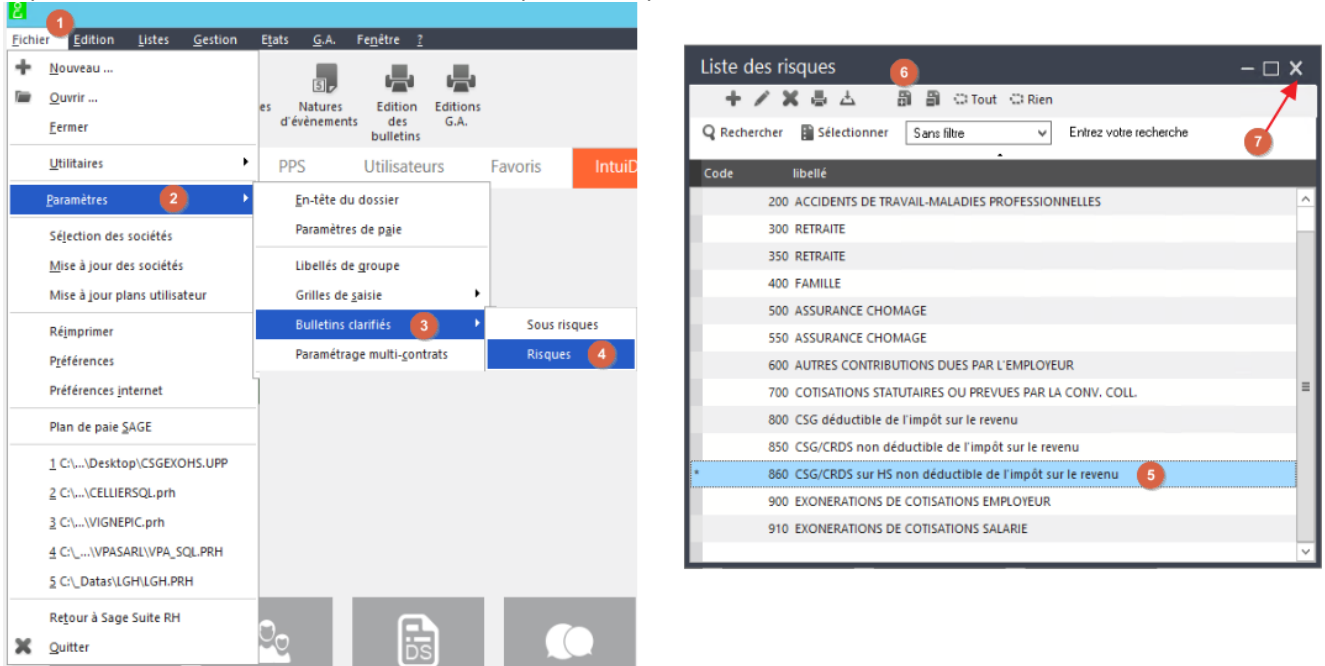 1
Fichier Edition Listes Gestion Etats G.A. Fenêtre ?
Nouveau ...
Ouvrir ...
Fermer
Utilitaires
Paramètres 2
Sélection des sociétés
Mise à jour des sociétés
Mise à jour plans utilisateur
Réimprimer
Préférences
Préférences internet
Plan de paie SAGE
1 C:\...\Desktop\CSGEXOHS.UPP
2 C:\...\CELLIERSQL.prh
3 C:\...\VIGNEPIC.prh
4 C:\_...\VPASARL\VPA_SQL.PRH
5 C:\_Datas\LGH\LGH.PRH
Retour à Sage Suite RH
Quitter
es Natures Edition Editions
d'évènements des G.A.
bulletins
PPS Utilisateurs Favoris IntuiD
En-tête du dossier
Paramètres de paie
Libellés de groupe
Grilles de saisie
Bulletins clarifiés 3
Paramétrage multi-contrats
Sous risques
Risques 4
DS
Liste des risques 6
Tout Rien
7
Rechercher Sélectionner Sans filtre Entrez votre recherche
Code libellé
200 ACCIDENTS DE TRAVAIL-MALADIES PROFESSIONNELLES
300 RETRAITE
350 RETRAITE
400 FAMILLE
500 ASSURANCE CHOMAGE
550 ASSURANCE CHOMAGE
600 AUTRES CONTRIBUTIONS DUES PAR L'EMPLOYEUR
700 COTISATIONS STATUTAIRES OU PREVUES PAR LA CONV. COLL.
800 CSG déductible de l'impôt sur le revenu
850 CSG/CRDS non déductible de l'impôt sur le revenu
* 860 CSG/CRDS sur HS non déductible de l'impôt sur le revenu 5
900 EXONERATIONS DE COTISATIONS EMPLOYEUR
910 EXONERATIONS DE COTISATIONS SALARIE